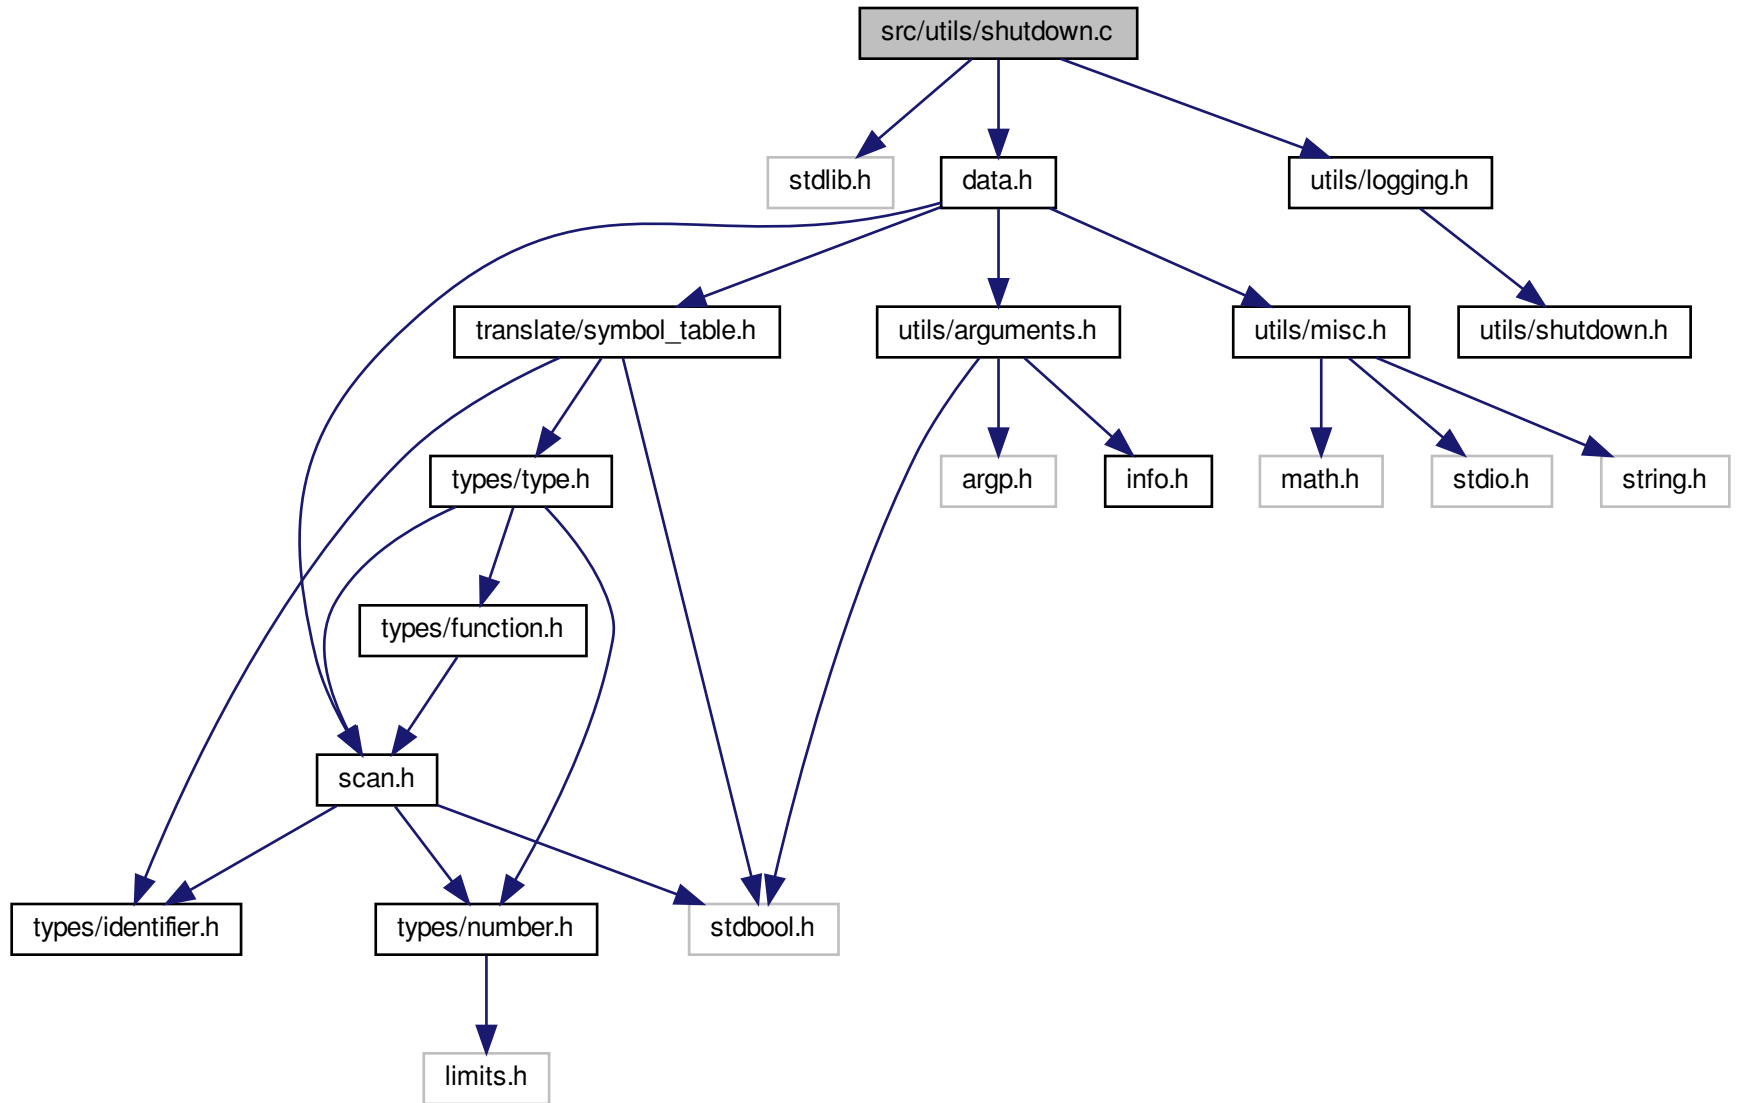 src/utils/shutdown.c
stdlib.h
data.h
utils/logging.h
translate/symbol_table.h
utils/arguments.h
utils/misc.h
utils/shutdown.h
types/type.h
argp.h
info.h
math.h
stdio.h
string.h
types/function.h
scan.h
types/identifier.h
types/number.h
stdbool.h
limits.h